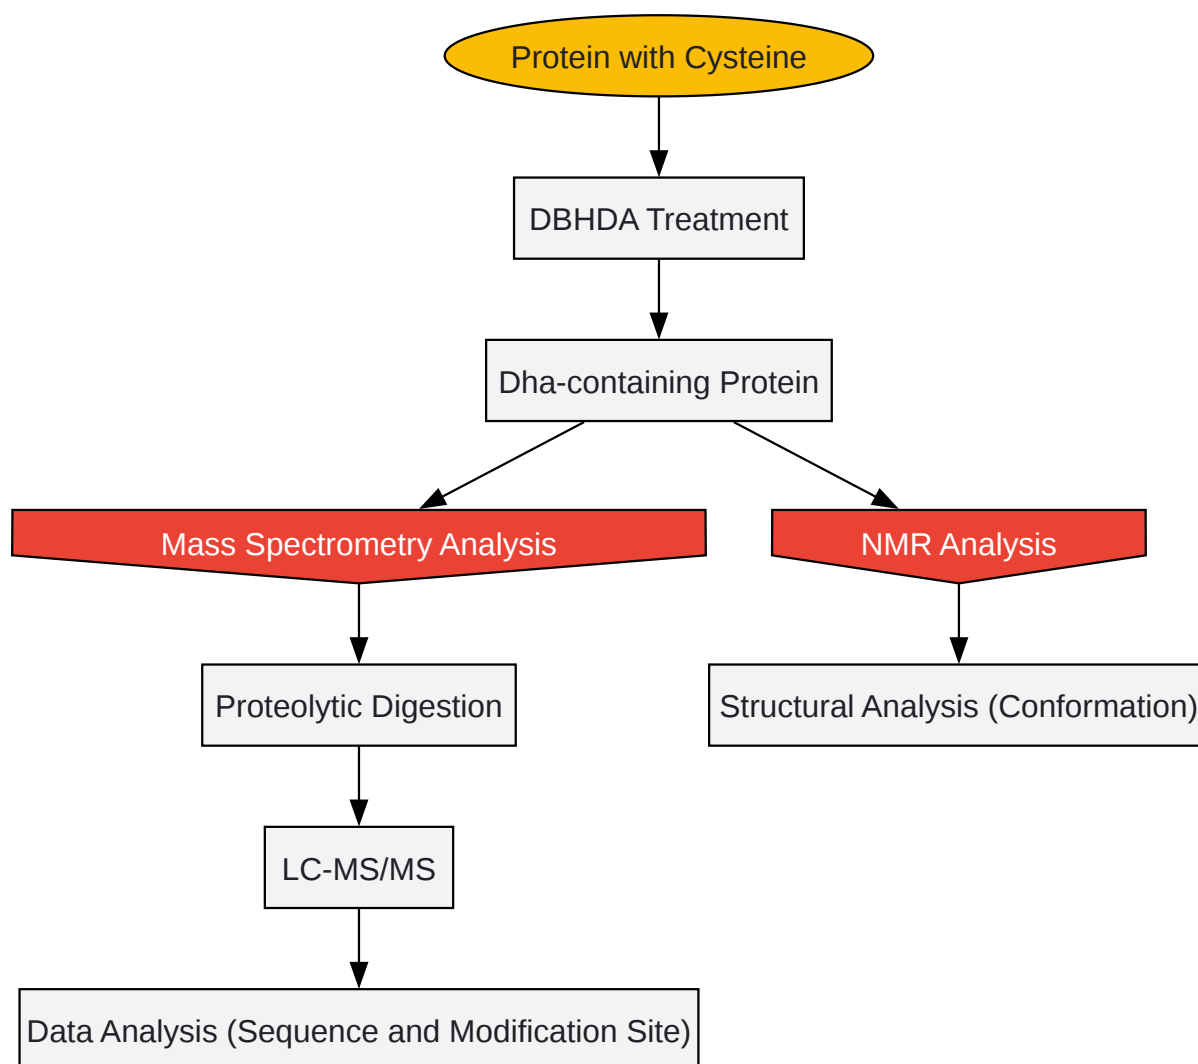 Protein with Cysteine
DBHDA Treatment
Dha-containing Protein
Mass Spectrometry Analysis
NMR Analysis
Proteolytic Digestion
Structural Analysis (Conformation)
LC-MS/MS
Data Analysis (Sequence and Modification Site)